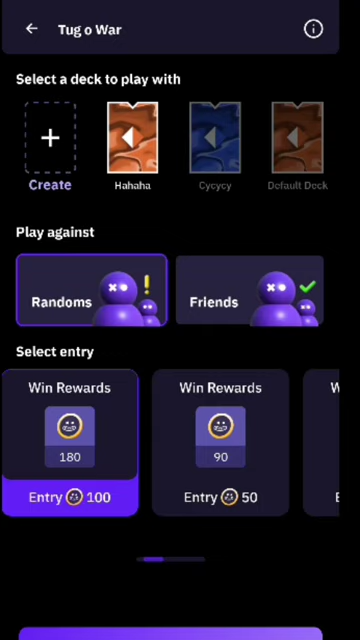 Tug o War
Select a deck to play with
Create
Hahaha
Cycycy
Default Deck
Play against
Randoms
Friends
Select entry
Win Rewards
180
Entry 100
Win Rewards
90
Entry 50